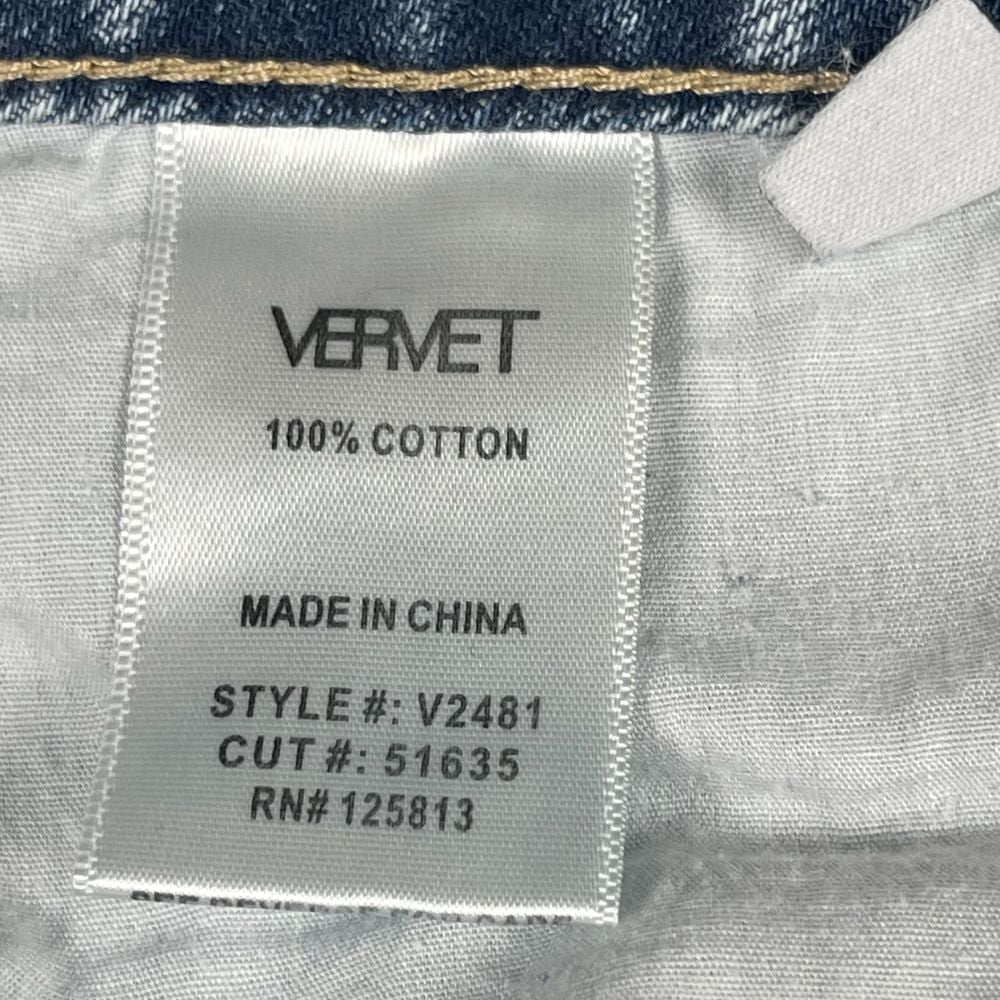 VERVET
100% COTTON
MADE IN CHINA
STYLE #: V2481
CUT #: 51635
RN# 125813